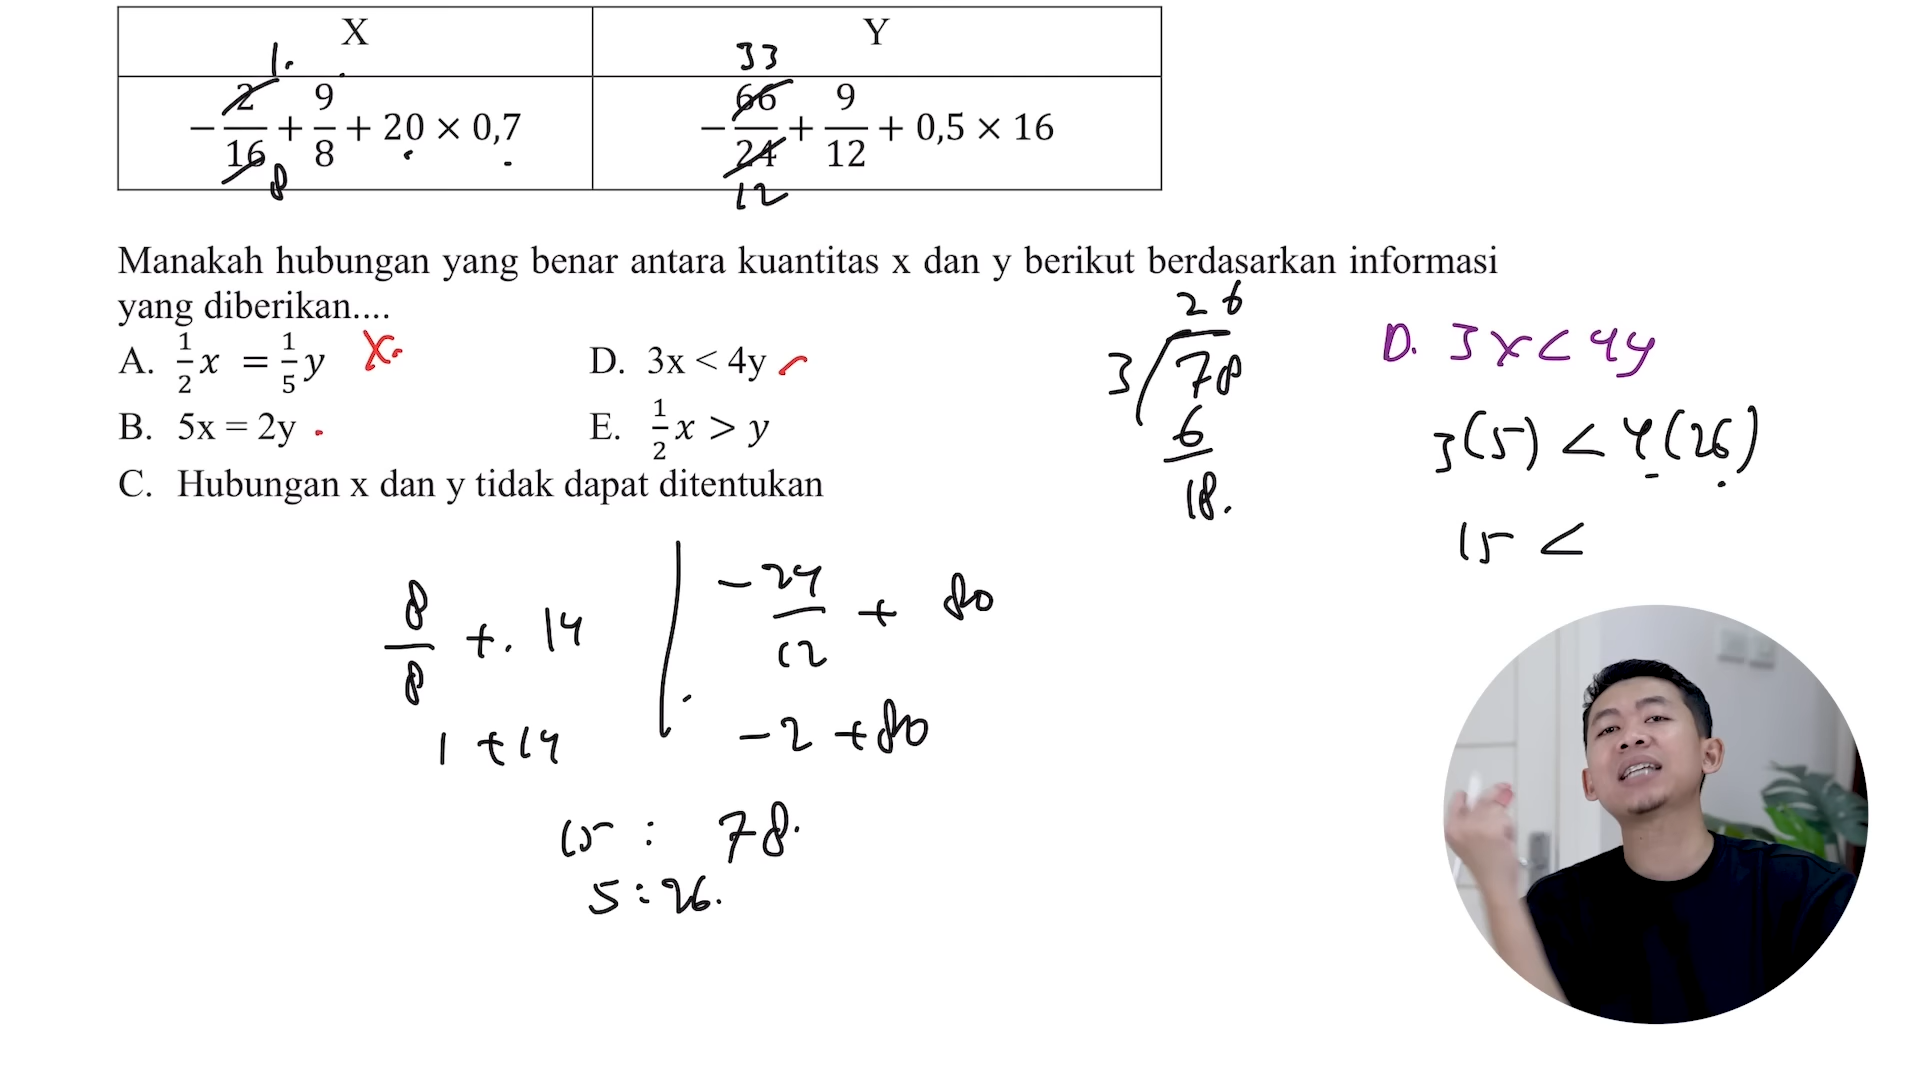 X Y
1. 33
-2/16 + 9/8 + 20 × 0,7 -66/24 + 9/12 + 0,5 × 16
8 12
Manakah hubungan yang benar antara kuantitas x dan y berikut berdasarkan informasi
yang diberikan....
A. 1/2 x = 1/5 y x. D. 3x < 4y
B. 5x = 2y E. 1/2 x > y
C. Hubungan x dan y tidak dapat ditentukan
26
3 78
6
18.
D. 3x < 4y
3(5) < 4(26)
15 <
8/8 +. 14
1 + 14
-24/12 + 80
-2 + 80
15 : 78.
5 : 26.